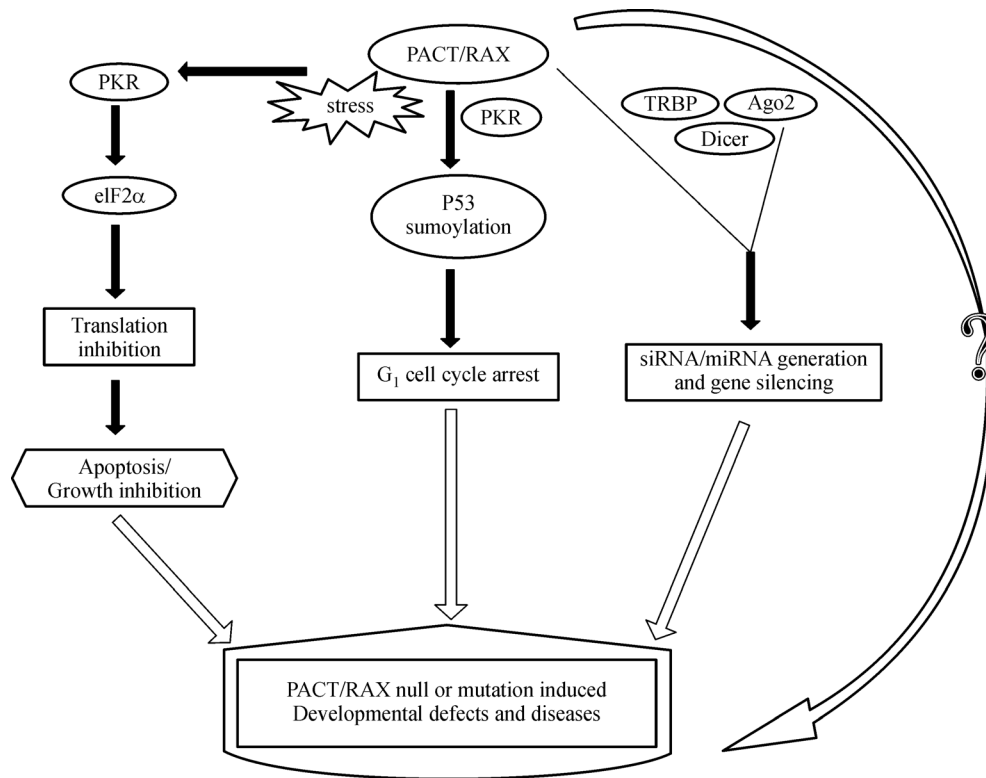 PACT/RAX
PKR
stress
PKR
TRBP
Ago2
Dicer
eIF2α
P53
sumoylation
Translation
inhibition
G₁ cell cycle arrest
siRNA/miRNA generation
and gene silencing
?
Apoptosis/
Growth inhibition
PACT/RAX null or mutation induced
Developmental defects and diseases